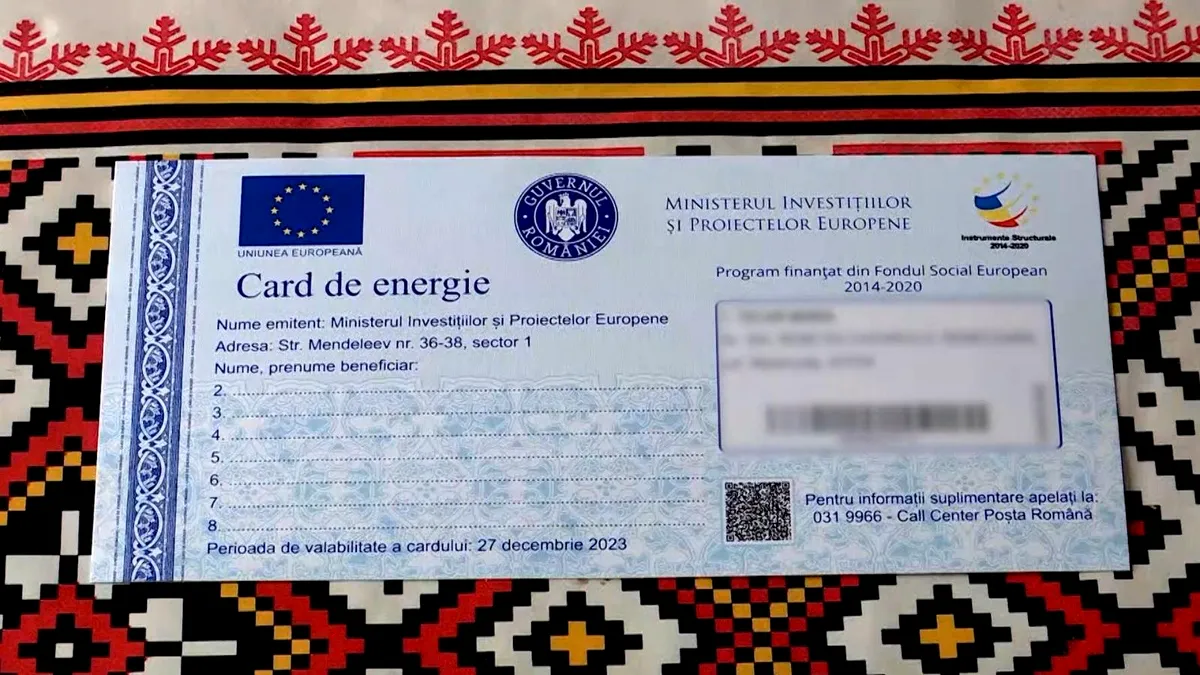 UNIUNEA EUROPEANĂ
GUVERNUL ROMÂNIEI
MINISTERUL INVESTIȚIILOR
ȘI PROIECTELOR EUROPENE
Instrumente Structurale
2014-2020
Card de energie
Program finanţat din Fondul Social European
2014-2020
Nume emitent: Ministerul Investițiilor și Proiectelor Europene
Adresa: Str. Mendeleev nr. 36-38, sector 1
Nume, prenume beneficiar:
2.
3.
4.
5.
6.
7.
8.
Perioada de valabilitate a cardului: 27 decembrie 2023
Pentru informații suplimentare apelați la:
031 9966 - Call Center Poșta Română